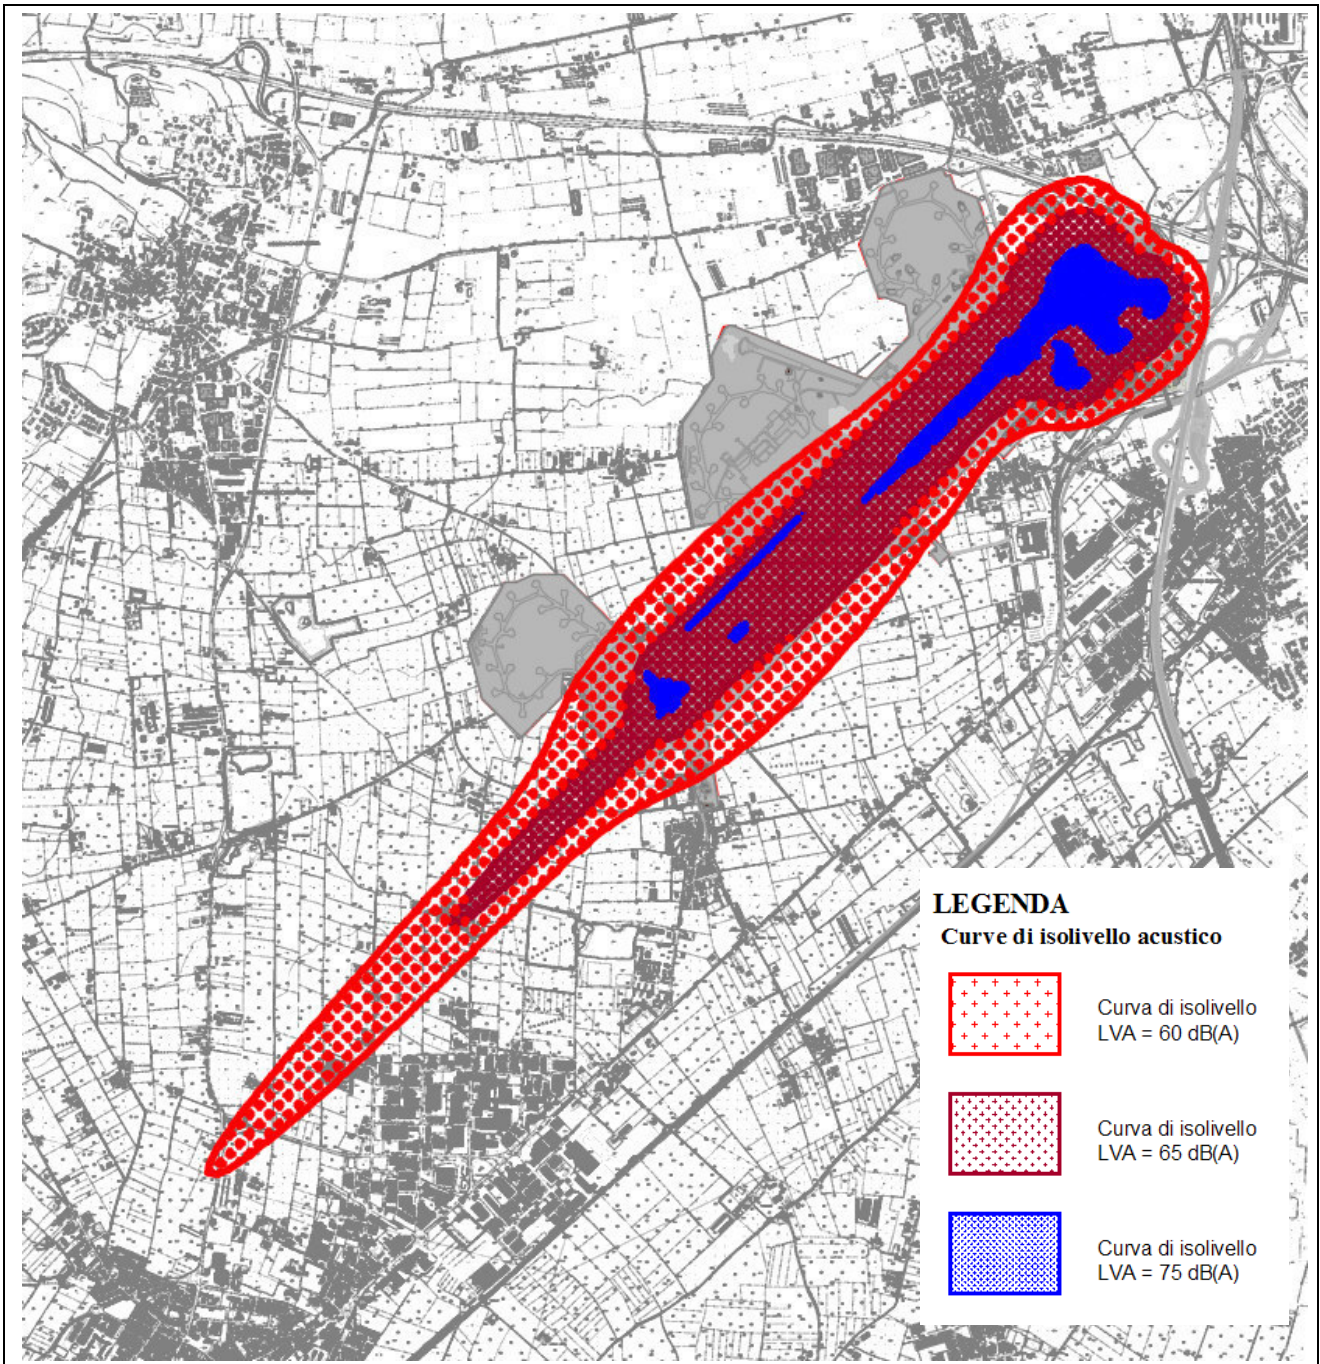 LEGENDA
Curve di isolivello acustico
Curva di isolivello
LVA = 60 dB(A)
Curva di isolivello
LVA = 65 dB(A)
Curva di isolivello
LVA = 75 dB(A)